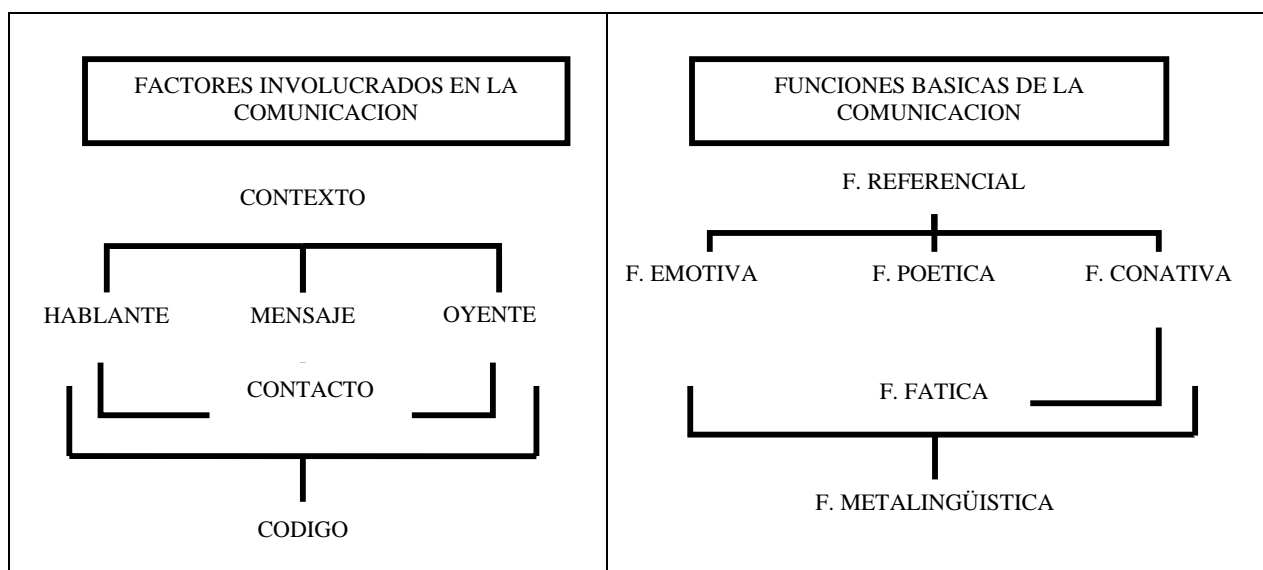 FACTORES INVOLUCRADOS EN LA
COMUNICACION
CONTEXTO
HABLANTE MENSAJE OYENTE
CONTACTO
CODIGO
FUNCIONES BASICAS DE LA
COMUNICACION
F. REFERENCIAL
F. EMOTIVA F. POETICA F. CONATIVA
F. FATICA
F. METALINGÜISTICA